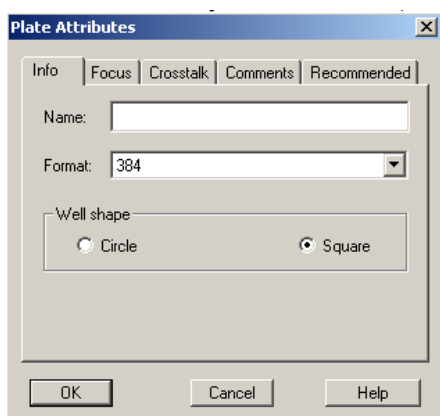 Plate Attributes
Info Focus Crosstalk Comments Recommended
Name:
Format: 384
Well shape
Circle Square
OK Cancel Help